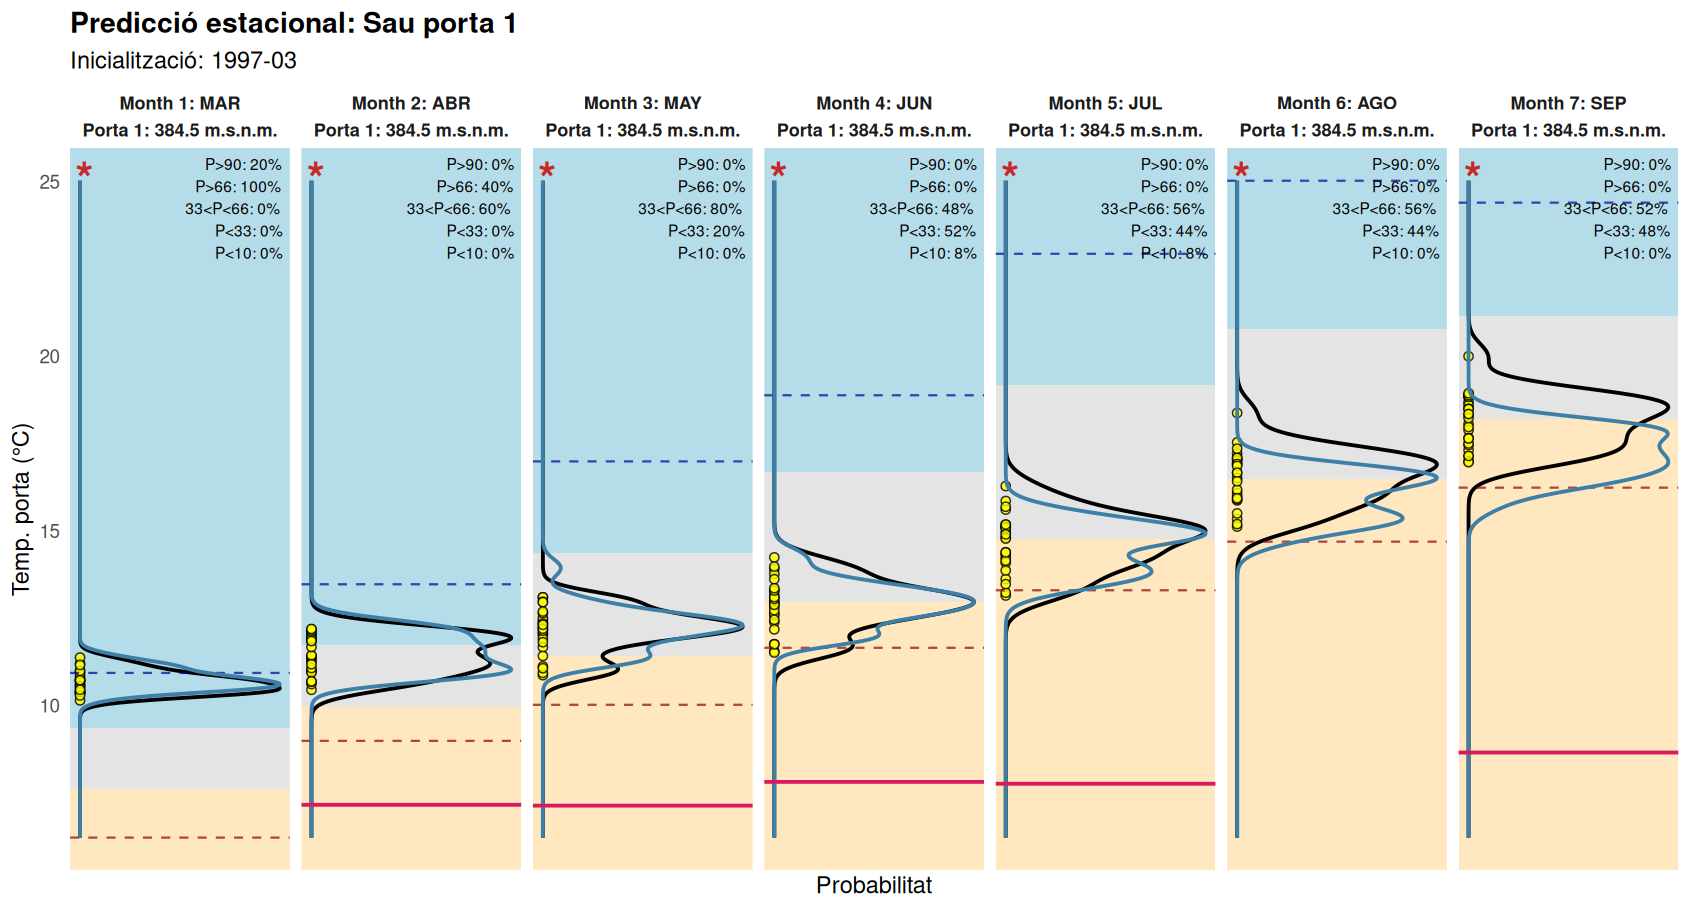 Predicció estacional: Sau porta 1
Inicialització: 1997-03
Month 1: MAR
Porta 1: 384.5 m.s.n.m.
Month 2: ABR
Porta 1: 384.5 m.s.n.m.
Month 3: MAY
Porta 1: 384.5 m.s.n.m.
Month 4: JUN
Porta 1: 384.5 m.s.n.m.
Month 5: JUL
Porta 1: 384.5 m.s.n.m.
Month 6: AGO
Porta 1: 384.5 m.s.n.m.
Month 7: SEP
Porta 1: 384.5 m.s.n.m.
*
P>90: 20%
P>66: 100%
33<P<66: 0%
P<33: 0%
P<10: 0%
*
P>90: 0%
P>66: 40%
33<P<66: 60%
P<33: 0%
P<10: 0%
*
P>90: 0%
P>66: 0%
33<P<66: 80%
P<33: 20%
P<10: 0%
*
P>90: 0%
P>66: 0%
33<P<66: 48%
P<33: 52%
P<10: 8%
*
P>90: 0%
P>66: 0%
33<P<66: 56%
P<33: 44%
P<10: 8%
*
P>90: 0%
P>66: 0%
33<P<66: 56%
P<33: 44%
P<10: 0%
*
P>90: 0%
P>66: 0%
33<P<66: 52%
P<33: 48%
P<10: 0%
25
20
15
10
Temp. porta (°C)
Probabilitat